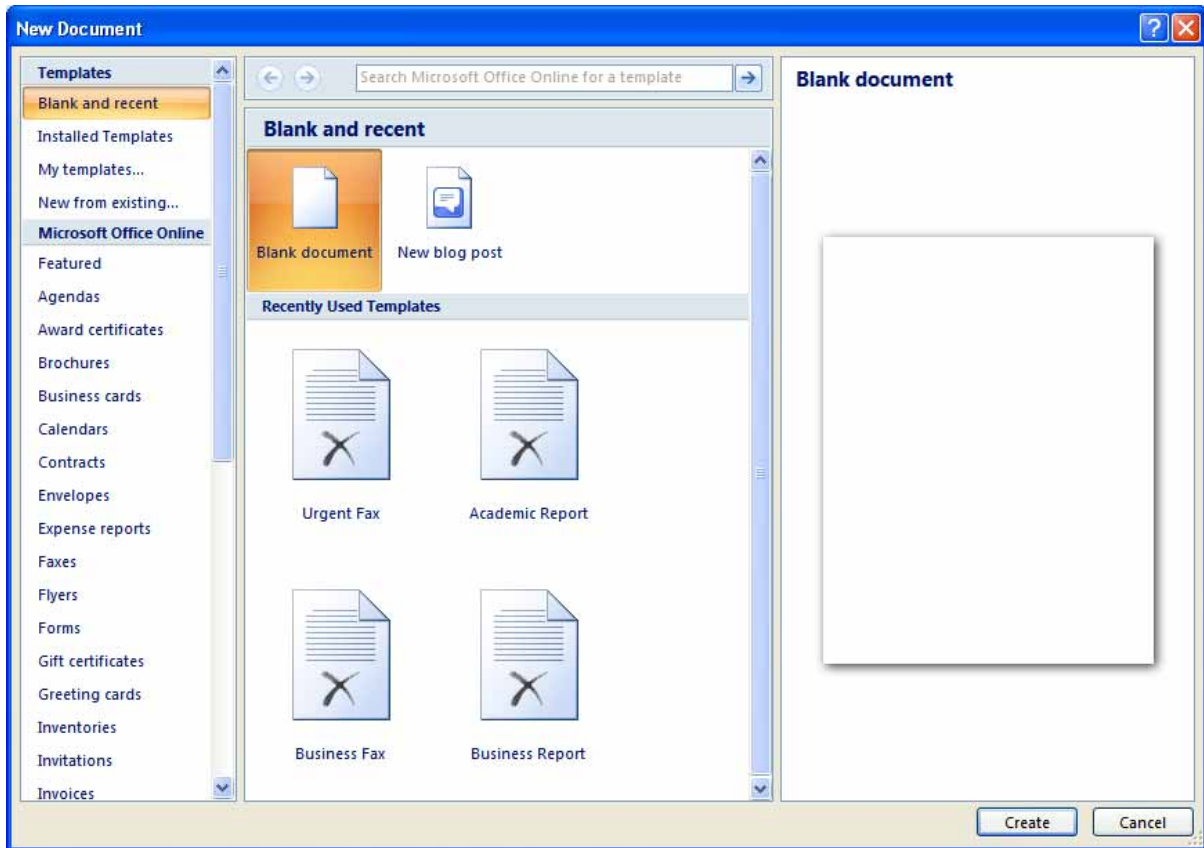 New Document
Templates
Blank and recent
Installed Templates
My templates...
New from existing...
Microsoft Office Online
Featured
Agendas
Award certificates
Brochures
Business cards
Calendars
Contracts
Envelopes
Expense reports
Faxes
Flyers
Forms
Gift certificates
Greeting cards
Inventories
Invitations
Invoices
Search Microsoft Office Online for a template
Blank and recent
Blank document
New blog post
Recently Used Templates
Urgent Fax
Academic Report
Business Fax
Business Report
Blank document
Create
Cancel